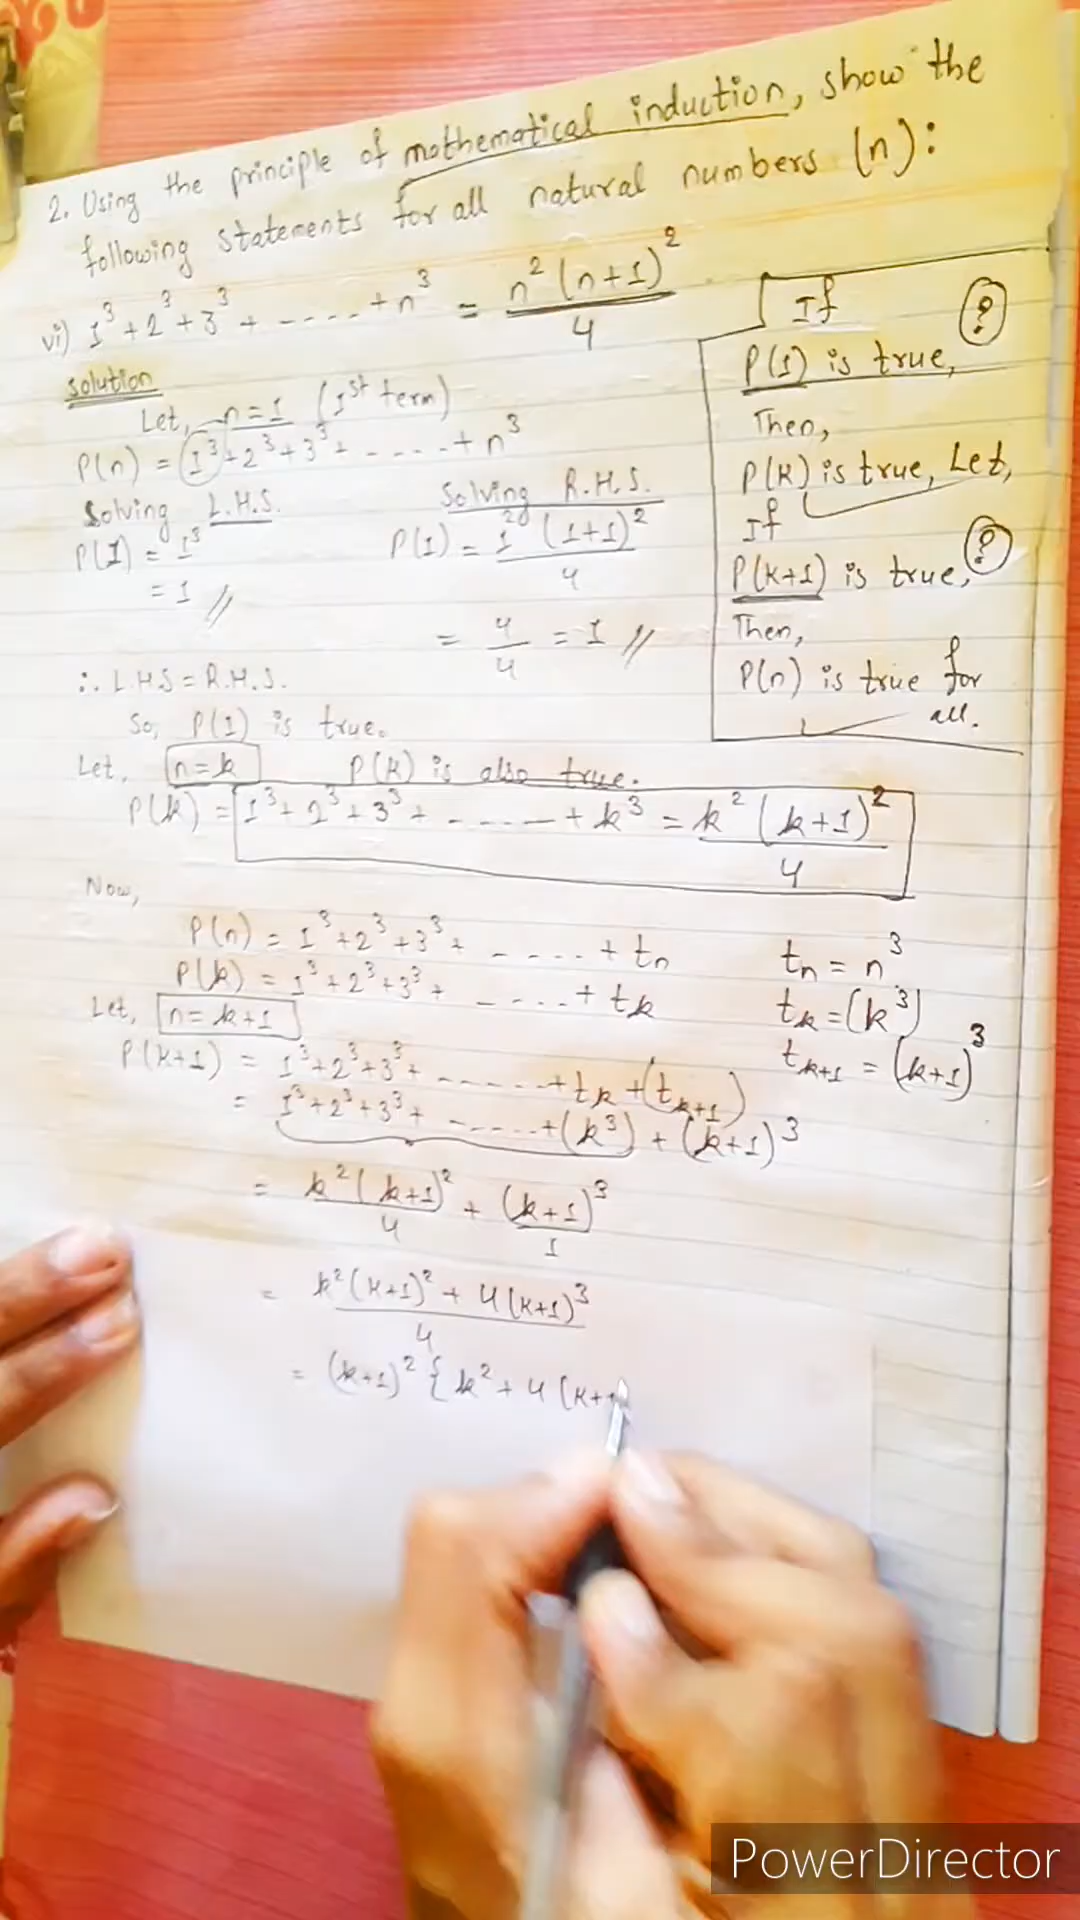 2. Using the principle of mathematical induction, show the
following statements for all natural numbers (n):
vi) 1³ + 2³ + 3³ + ----- + n³ = n²(n+1)²/4
Solution
Let, n=1 (1st term)
P(n) = 1³+2³+3³+ ----- + n³
Solving L.H.S.
P(1) = 1³
= 1 //
Solving R.H.S.
P(1) = 1²(1+1)²/4
= 4/4 = 1 //
∴ L.H.S = R.H.S.
So, P(1) is true.
If
P(1) is true, ?
Then,
P(k) is true, Let,
If
P(k+1) is true, ?
Then,
P(n) is true for
all.
Let, n=k P(k) is also true.
P(k) = 1³+2³+3³+ ----- + k³ = k²(k+1)²/4
Now,
P(n) = 1³+2³+3³+ ----- + tn
P(k) = 1³+2³+3³+ ----- + tk
tn = n³
tk = (k³)
tk+1 = (k+1)³
Let, n=k+1
P(k+1) = 1³+2³+3³+ ------ + tk + (tk+1)
= 1³+2³+3³+ ------ + (k³) + (k+1)³
= k²(k+1)²/4 + (k+1)³/1
= k²(k+1)² + 4(k+1)³/4
= (k+1)² { k² + 4(k+
PowerDirector